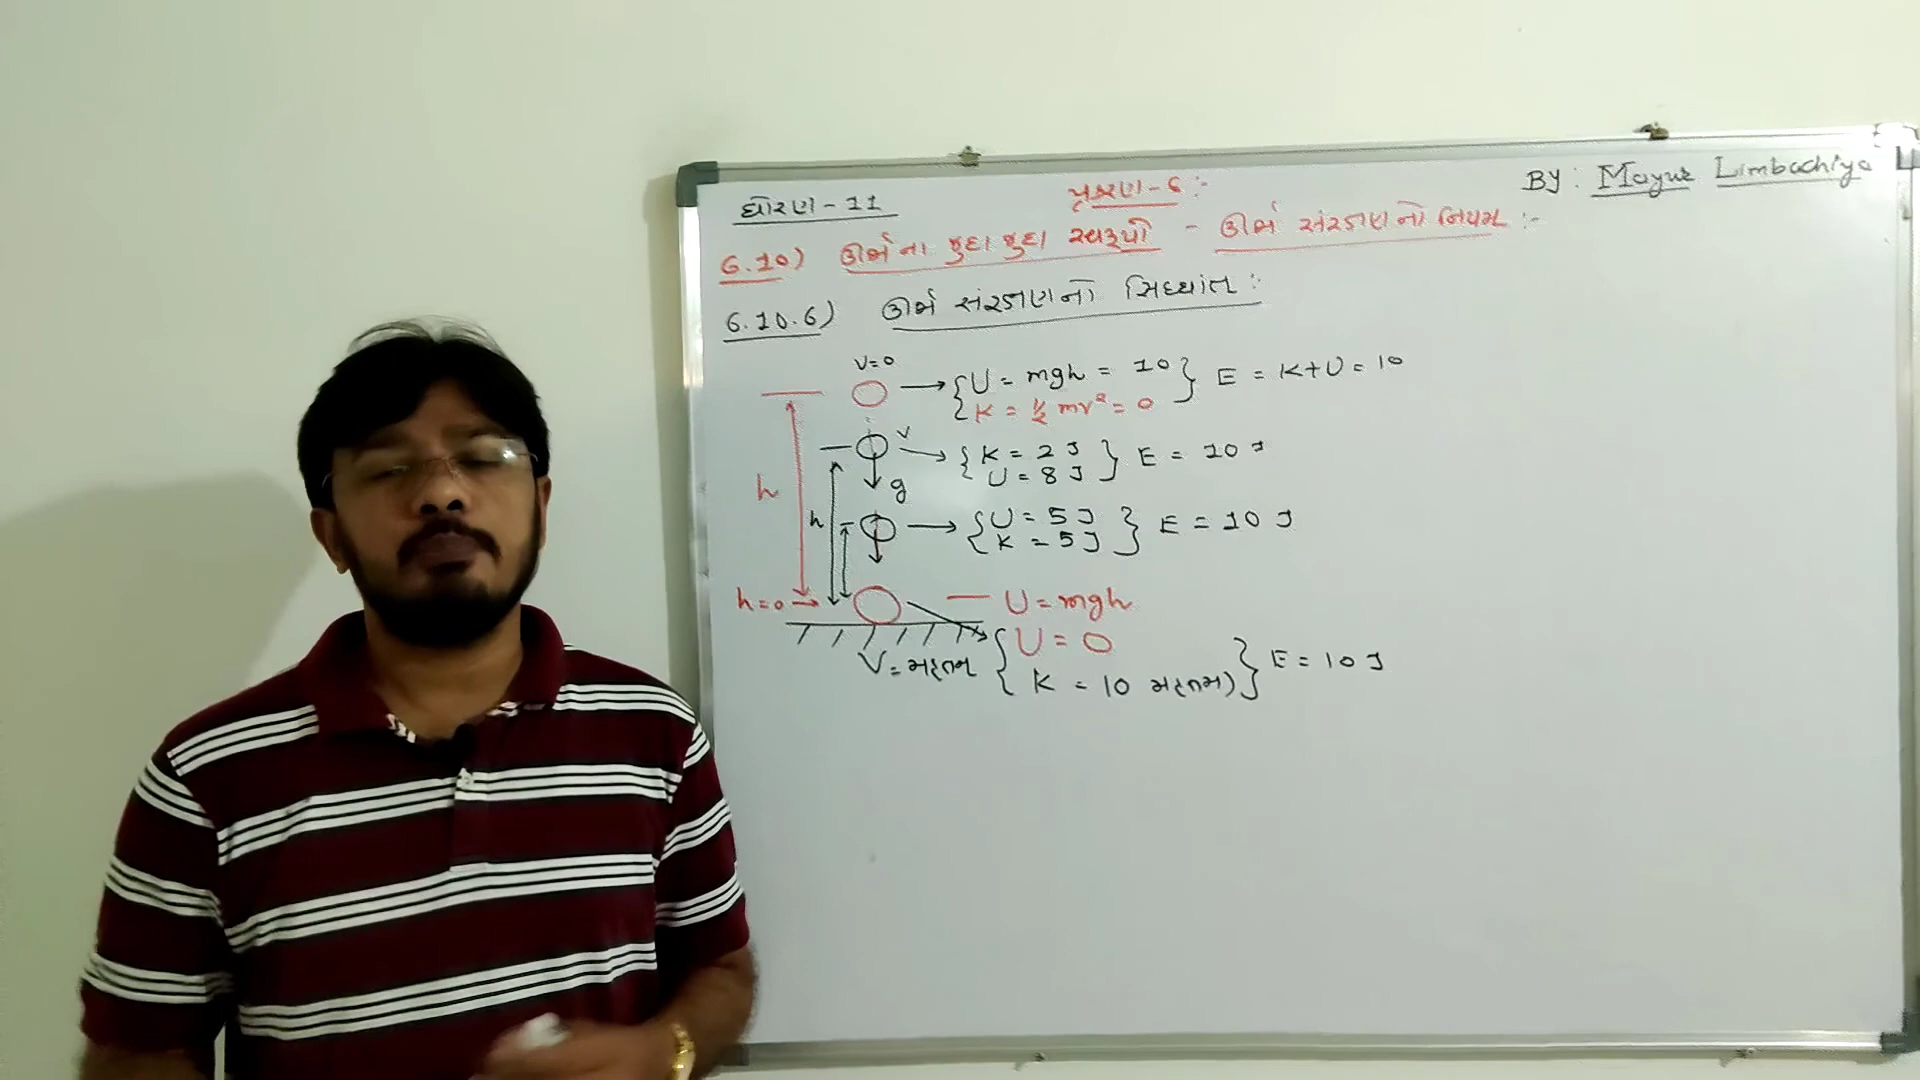 ધોરણ - 11
પ્રકરણ - 6 :-
BY : Mayur Limbachiya
6.10) ઊર્જાના જુદા જુદા સ્વરૂપો - ઊર્જા સંરક્ષણનો નિયમ :-
6.10.6) ઊર્જા સંરક્ષણનો સિધ્ધાંત :-
V=0
{ U = mgh = 10
K = ½ mv² = 0 } E = K+U = 10
v
{ K = 2 J
U = 8 J } E = 10 J
g
h
h
{ U = 5 J
K = 5 J } E = 10 J
h=0
U = mgh
{ U = 0
V = મહત્તમ
K = 10 મહત્તમ) } E = 10 J